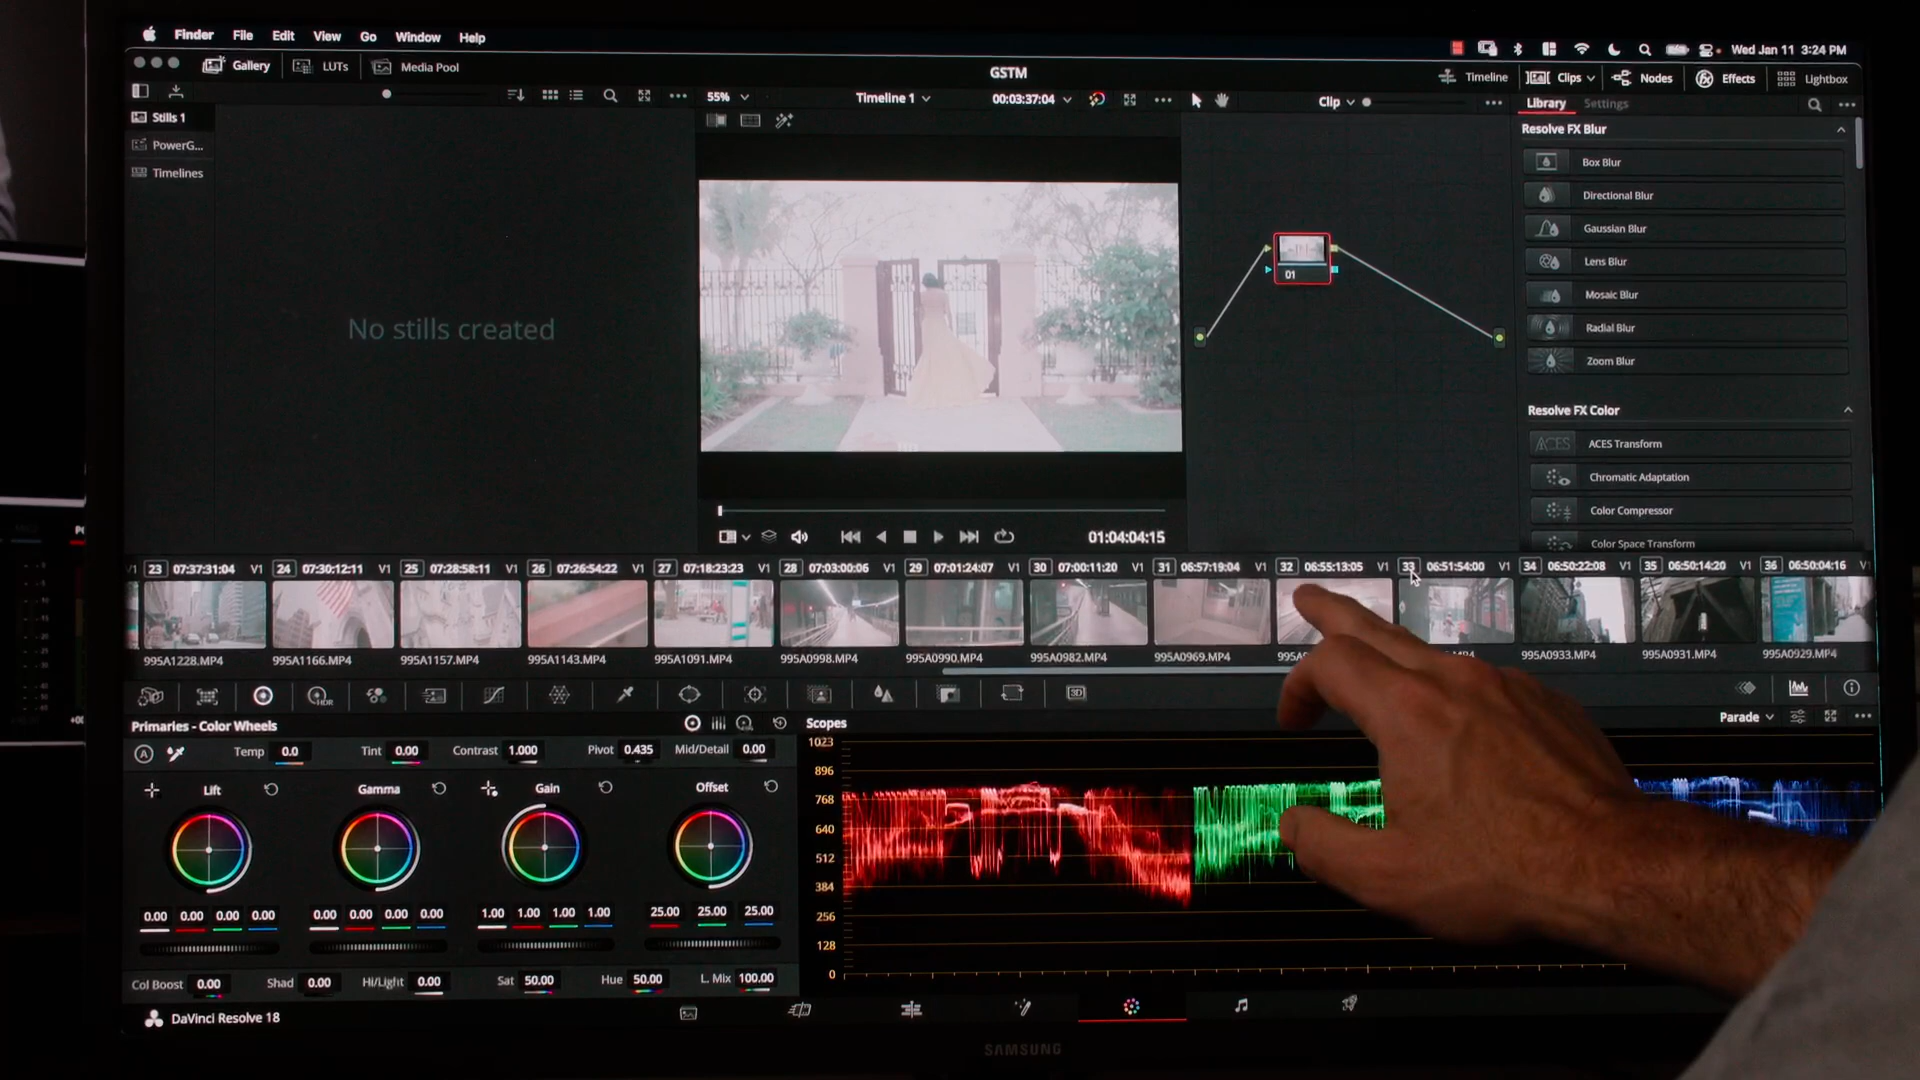 Finder File Edit View Go Window Help
Wed Jan 11 3:24 PM
Gallery LUTs Media Pool
GSTM
Timeline Clips Nodes Effects Lightbox
55% Timeline 1 00:03:37:04 Clip
Library Settings
Stills 1
PowerG...
Timelines
No stills created
01
Resolve FX Blur
Box Blur
Directional Blur
Gaussian Blur
Lens Blur
Mosaic Blur
Radial Blur
Zoom Blur
Resolve FX Color
ACES ACES Transform
Chromatic Adaptation
Color Compressor
Color Space Transform
01:04:04:15
V1 23 07:37:31:04 V1 24 07:30:12:11 V1 25 07:28:58:11 V1 26 07:26:54:22 V1 27 07:18:23:23 V1 28 07:03:00:06 V1 29 07:01:24:07 V1 30 07:00:11:20 V1 31 06:57:19:04 V1 32 06:55:13:05 V1 33 06:51:54:00 V1 34 06:50:22:08 V1 35 06:50:14:20 V1 36 06:50:04:16 V1
995A1228.MP4 995A1166.MP4 995A1157.MP4 995A1143.MP4 995A1091.MP4 995A0998.MP4 995A0990.MP4 995A0982.MP4 995A0969.MP4 995A0933.MP4 995A0931.MP4 995A0929.MP4
HDR 3D
Primaries - Color Wheels
Scopes
Parade
A Temp 0.0 Tint 0.00 Contrast 1.000 Pivot 0.435 Mid/Detail 0.00
Lift Gamma Gain Offset
0.00 0.00 0.00 0.00 0.00 0.00 0.00 0.00 1.00 1.00 1.00 1.00 25.00 25.00 25.00
Col Boost 0.00 Shad 0.00 Hi/Light 0.00 Sat 50.00 Hue 50.00 L. Mix 100.00
1023
896
768
640
512
384
256
128
0
DaVinci Resolve 18
SAMSUNG